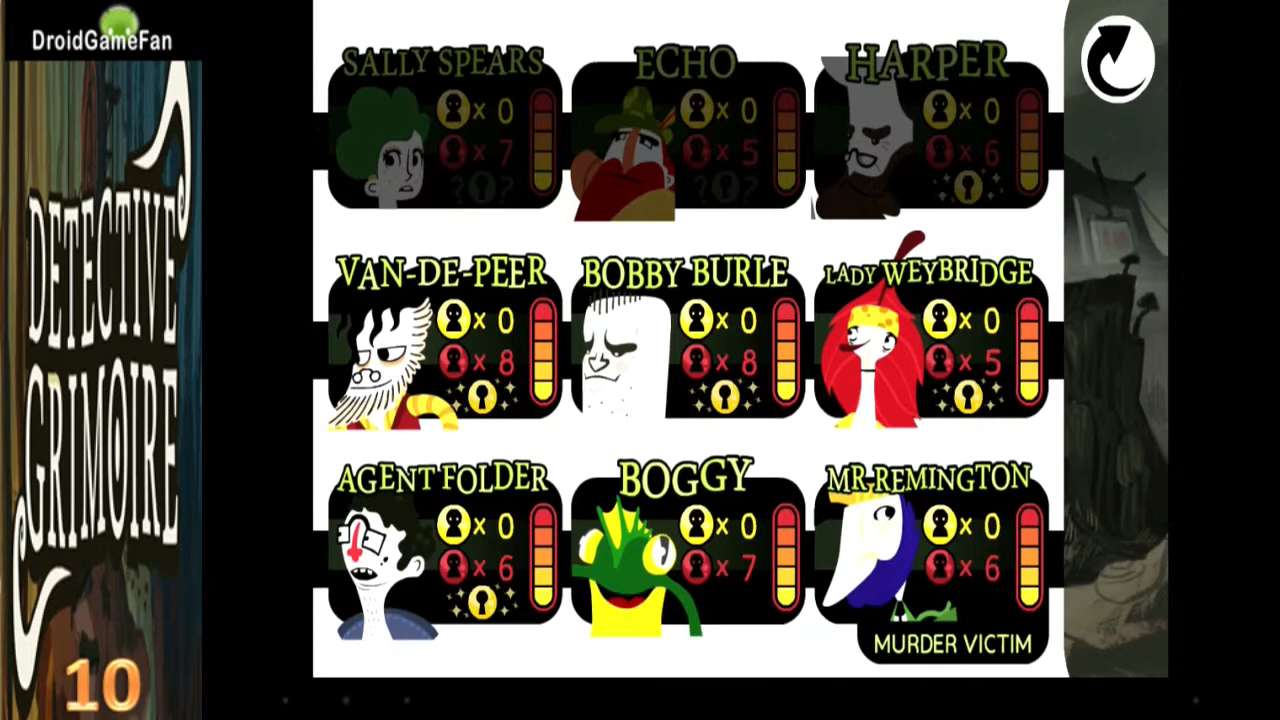 DroidGameFan
DETECTIVE
GRIMOIRE
10
SALLY SPEARS
x 0
x 7
? ?
ECHO
x 0
x 5
? ?
HARPER
x 0
x 6
VAN-DE-PEER
x 0
x 8
BOBBY BURLE
x 0
x 8
LADY WEYBRIDGE
x 0
x 5
AGENT FOLDER
x 0
x 6
BOGGY
x 0
x 7
MR REMINGTON
x 0
x 6
MURDER VICTIM